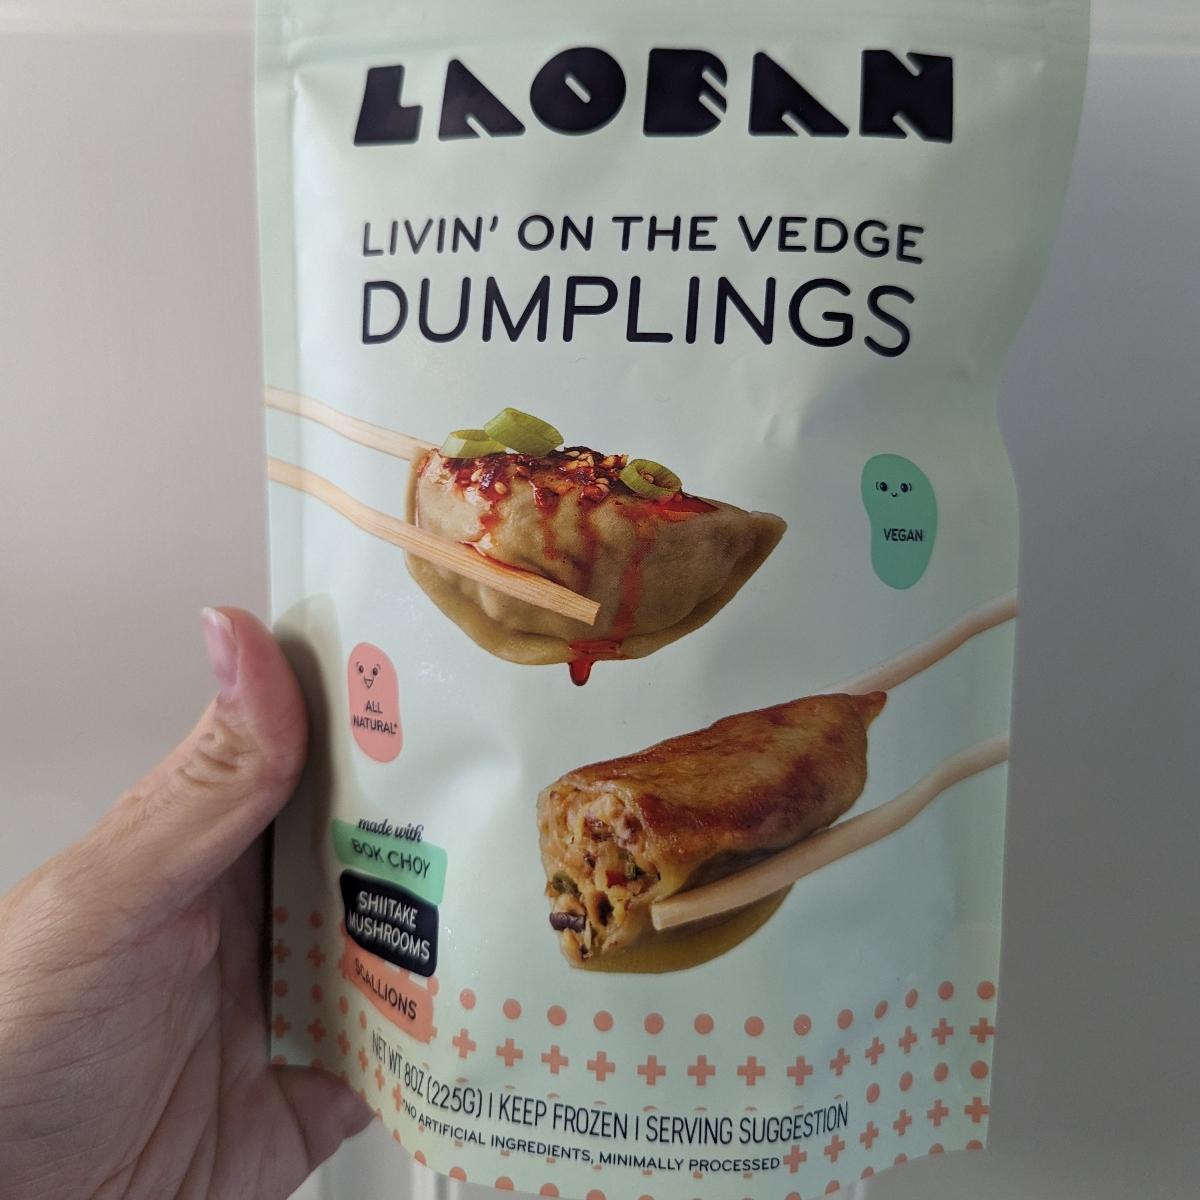 LAOBAN
LIVIN' ON THE VEDGE
DUMPLINGS
VEGAN
ALL
NATURAL*
made with
BOK CHOY
SHIITAKE
MUSHROOMS
SCALLIONS
NET WT 8OZ (225G) | KEEP FROZEN | SERVING SUGGESTION
*NO ARTIFICIAL INGREDIENTS, MINIMALLY PROCESSED